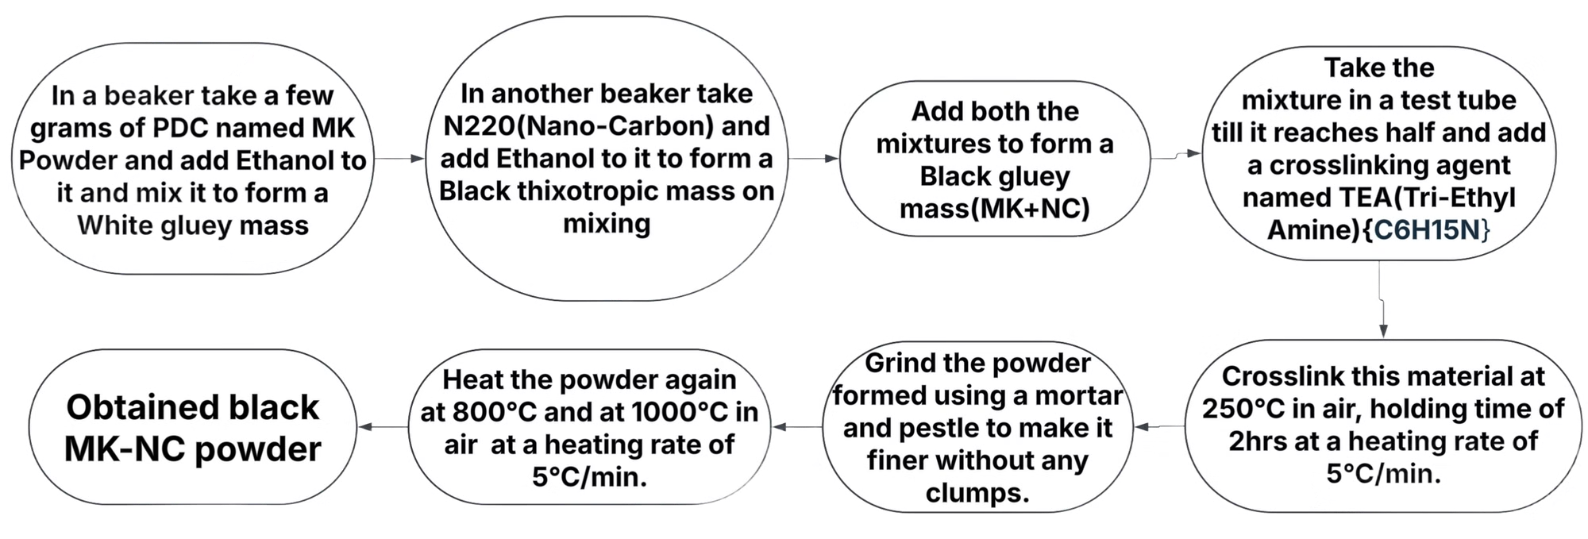 In a beaker take a few
grams of PDC named MK
Powder and add Ethanol to
it and mix it to form a
White gluey mass
In another beaker take
N220(Nano-Carbon) and
add Ethanol to it to form a
Black thixotropic mass on
mixing
Add both the
mixtures to form a
Black gluey
mass(MK+NC)
Take the
mixture in a test tube
till it reaches half and add
a crosslinking agent
named TEA(Tri-Ethyl
Amine){C6H15N}
Crosslink this material at
250°C in air, holding time of
2hrs at a heating rate of
5°C/min.
Grind the powder
formed using a mortar
and pestle to make it
finer without any
clumps.
Heat the powder again
at 800°C and at 1000°C in
air at a heating rate of
5°C/min.
Obtained black
MK-NC powder